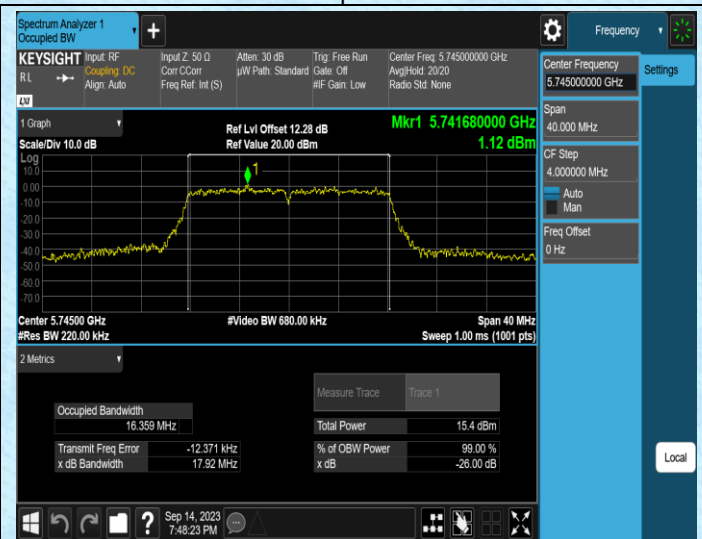 Spectrum Analyzer 1
Occupied BW
+
Frequency
KEYSIGHT
RL
LXI
Input: RF
Coupling: DC
Align: Auto
Input Z: 50 Ω
Corr CCorr
Freq Ref: Int (S)
Atten: 30 dB
µW Path: Standard
Trig: Free Run
Gate: Off
#IF Gain: Low
Center Freq: 5.745000000 GHz
Avg|Hold: 20/20
Radio Std: None
Center Frequency
5.745000000 GHz
Settings
Span
40.000 MHz
CF Step
4.000000 MHz
Auto
Man
Freq Offset
0 Hz
Local
1 Graph
Scale/Div 10.0 dB
Ref Lvl Offset 12.28 dB
Ref Value 20.00 dBm
Mkr1 5.741680000 GHz
1.12 dBm
Log
10.0
0.00
-10.0
-20.0
-30.0
-40.0
-50.0
-60.0
-70.0
1
Center 5.74500 GHz
#Res BW 220.00 kHz
#Video BW 680.00 kHz
Span 40 MHz
Sweep 1.00 ms (1001 pts)
2 Metrics
Measure Trace Trace 1
Occupied Bandwidth
16.359 MHz
Total Power 15.4 dBm
Transmit Freq Error -12.371 kHz
% of OBW Power 99.00 %
x dB Bandwidth 17.92 MHz
x dB -26.00 dB
?
Sep 14, 2023
7:48:23 PM